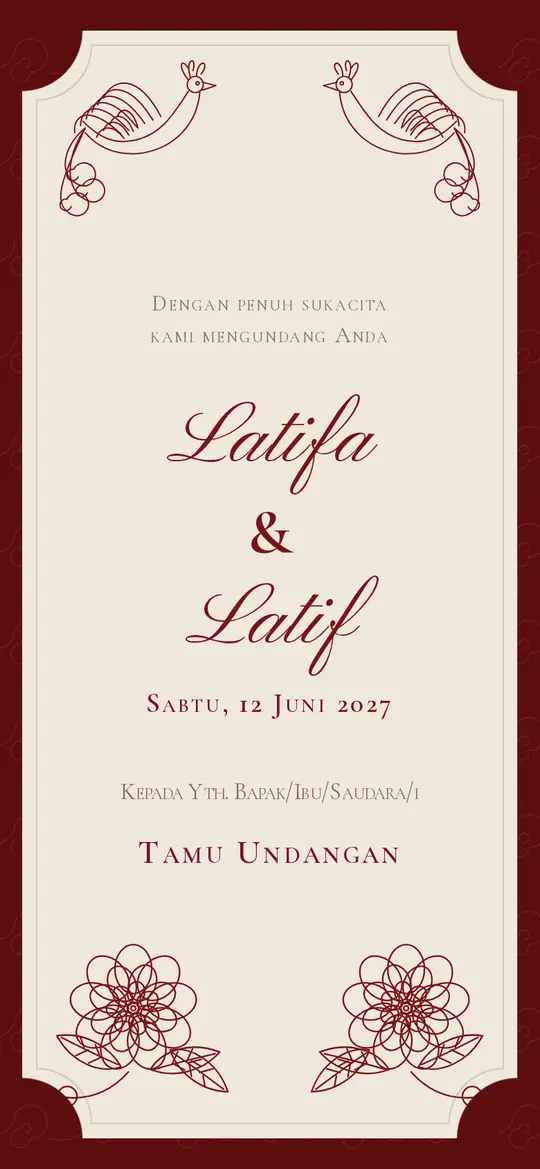 Dengan penuh sukacita
kami mengundang Anda
Latifa
&
Latif
Sabtu, 12 Juni 2027
Kepada Yth. Bapak/Ibu/Saudara/i
Tamu Undangan